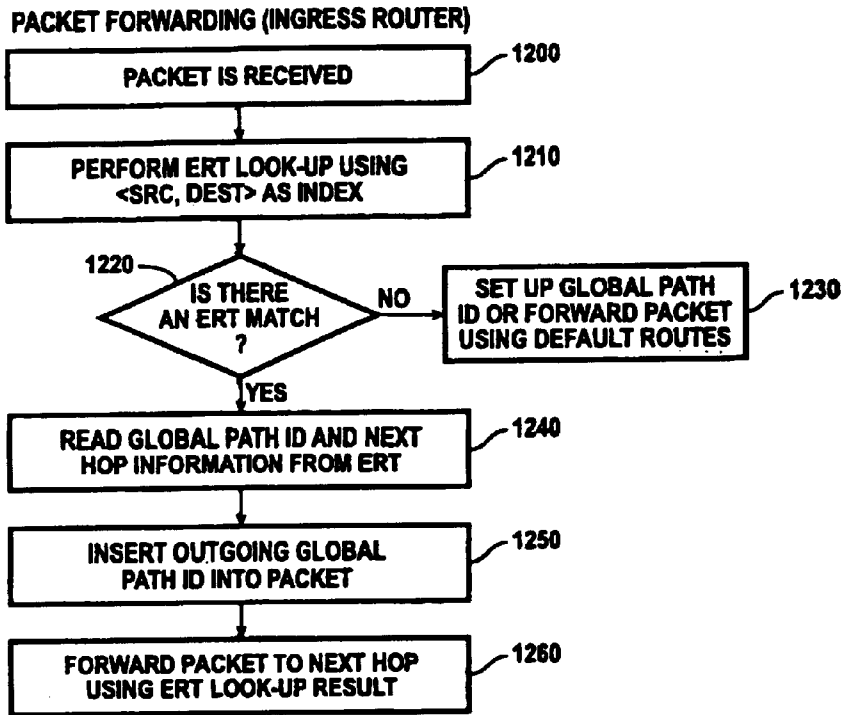 PACKET FORWARDING (INGRESS ROUTER)
PACKET IS RECEIVED
1200
PERFORM ERT LOOK-UP USING
<SRC, DEST> AS INDEX
1210
1220
IS THERE
AN ERT MATCH
?
NO
SET UP GLOBAL PATH
ID OR FORWARD PACKET
USING DEFAULT ROUTES
1230
YES
READ GLOBAL PATH ID AND NEXT
HOP INFORMATION FROM ERT
1240
INSERT OUTGOING GLOBAL
PATH ID INTO PACKET
1250
FORWARD PACKET TO NEXT HOP
USING ERT LOOK-UP RESULT
1260